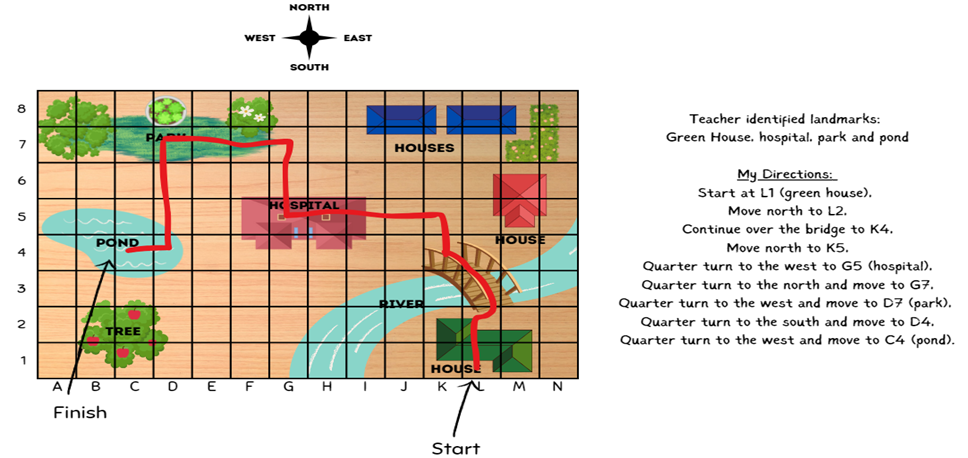 NORTH
WEST
EAST
SOUTH
8
PARK
7
HOUSES
6
5
HOSPITAL
HOUSE
4
POND
3
RIVER
2
TREE
1
HOUSE
A B C D E F G H I J K L M N
Finish
Start
Teacher identified landmarks:
Green House. hospital. park and pond
My Directions:
Start at L1 (green house).
Move north to L2.
Continue over the bridge to K4.
Move north to K5.
Quarter turn to the west to G5 (hospital).
Quarter turn to the north and move to G7.
Quarter turn to the west and move to D7 (park).
Quarter turn to the south and move to D4.
Quarter turn to the west and move to C4 (pond).